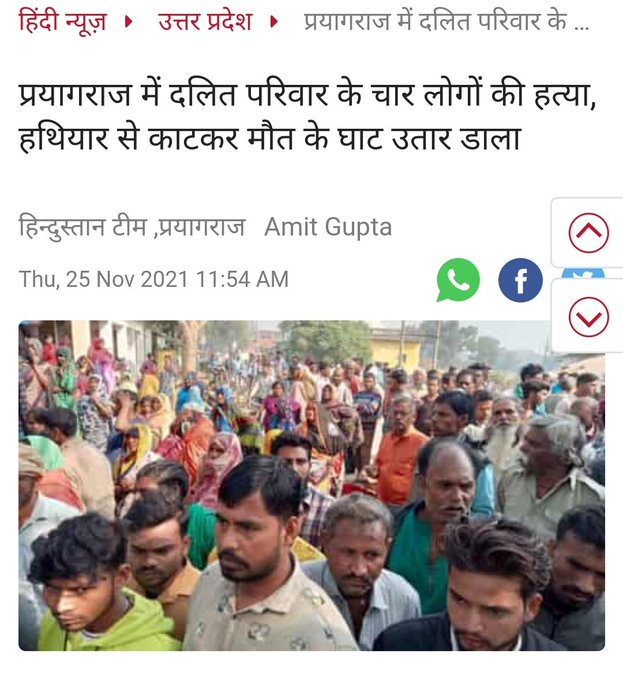 हिंदी न्यूज़ उत्तर प्रदेश प्रयागराज में दलित परिवार के ...
प्रयागराज में दलित परिवार के चार लोगों की हत्या,
हथियार से काटकर मौत के घाट उतार डाला
हिन्दुस्तान टीम ,प्रयागराज Amit Gupta
Thu, 25 Nov 2021 11:54 AM